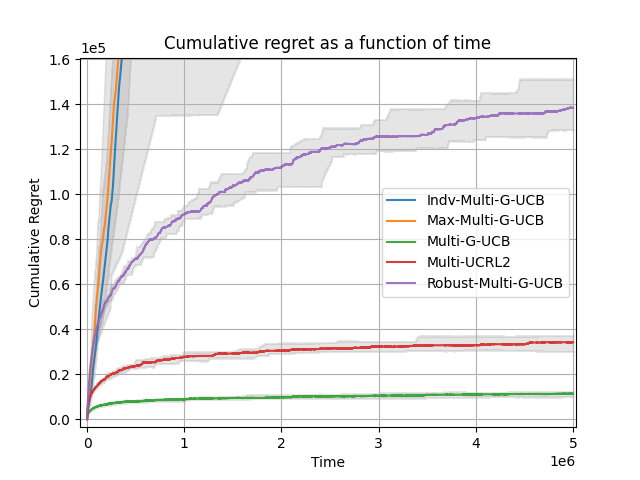 Cumulative regret as a function of time
1e5
1.6
1.4
1.2
1.0
0.8
0.6
0.4
0.2
0.0
Cumulative Regret
Indv-Multi-G-UCB
Max-Multi-G-UCB
Multi-G-UCB
Multi-UCRL2
Robust-Multi-G-UCB
0 1 2 3 4 5
Time
1e6